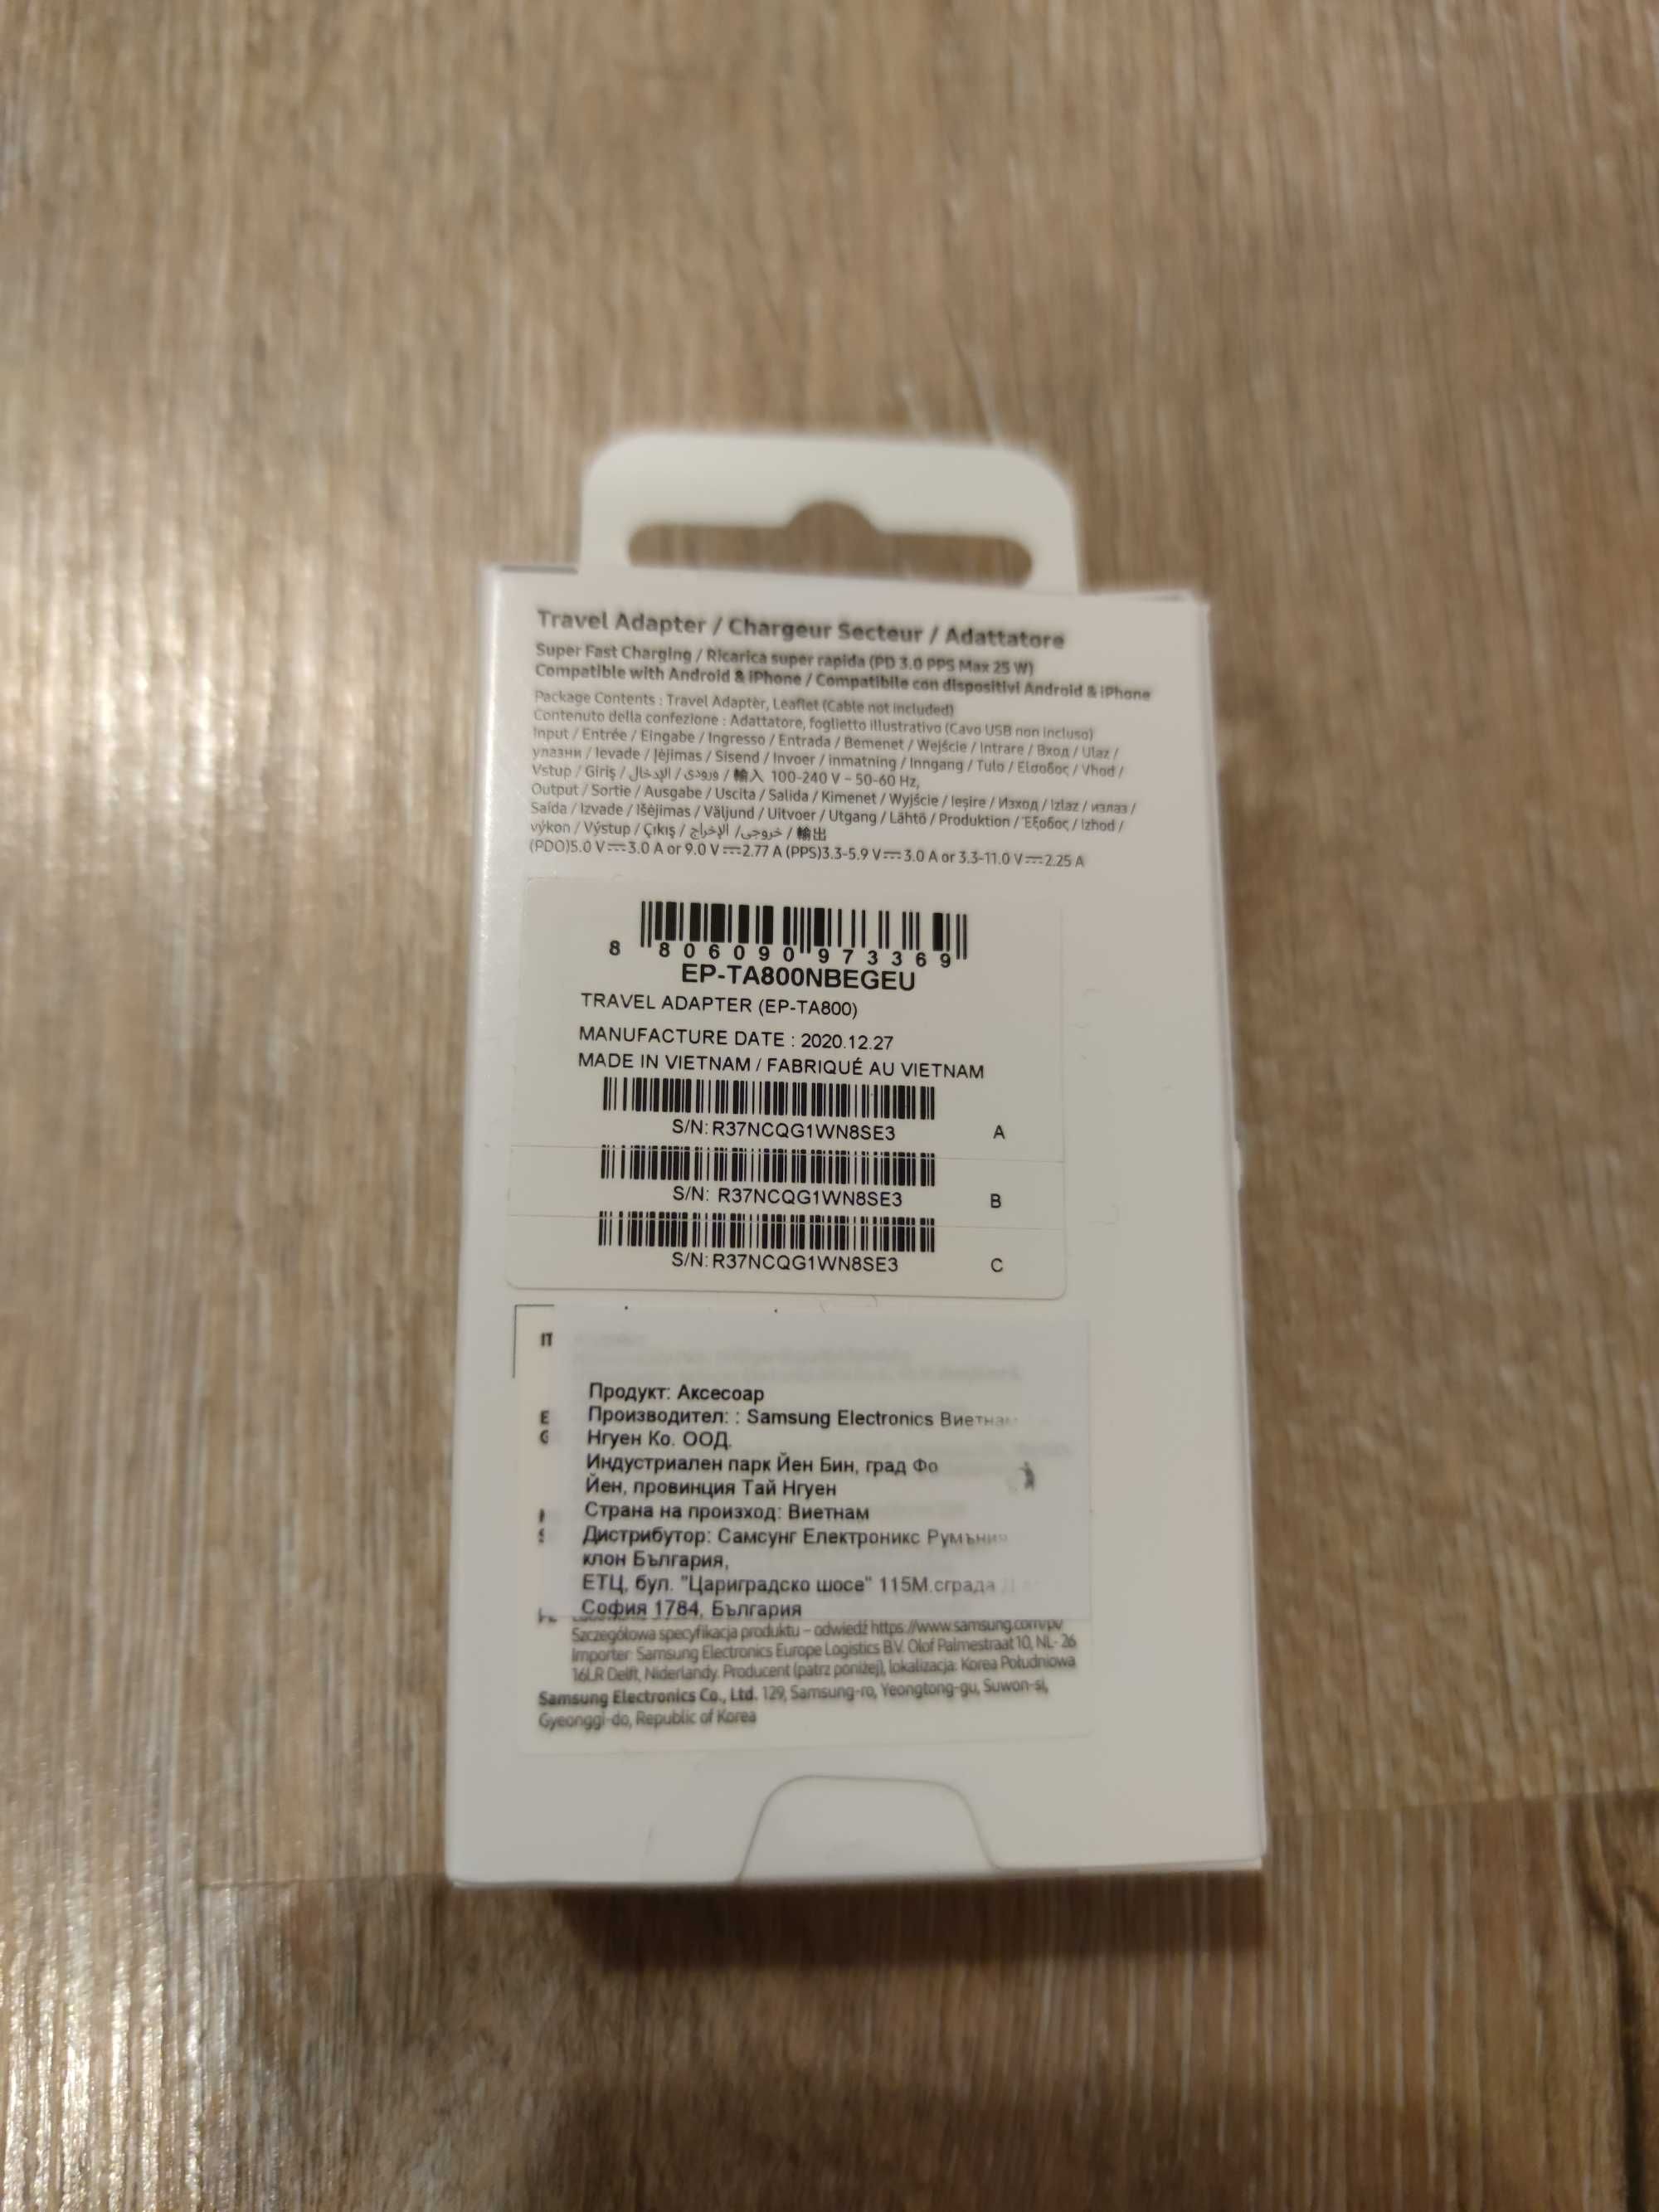 Travel Adapter / Chargeur Secteur / Adattatore
Super Fast Charging / Ricarica super rapida (PD 3.0 PPS Max 25 W)
Compatible with Android & iPhone / Compatibile con dispositivi Android & iPhone
Package Contents : Travel Adapter, Leaflet (Cable not included)
Contenuto della confezione : Adattatore, foglietto illustrativo (Cavo USB non incluso)
Input / Entrée / Eingabe / Ingresso / Entrada / Bemenet / Wejście / Intrare / Вход / Ulaz /
улазни / Ievade / Įėjimas / Sisend / Invoer / Inmatning / Inngang / Tulo / Είσοδος / Vhod /
Vstup / Giriş / الإدخال / ورودی / 輸入 100-240 V ~ 50-60 Hz,
Output / Sortie / Ausgabe / Uscita / Salida / Kimenet / Wyjście / Ieşire / Изход / Izlaz / излаз /
Saída / Izvade / Išėjimas / Väljund / Uitvoer / Utgang / Lähtö / Produktion / Έξοδος / Izhod /
výkon / Výstup / Çıkış / الإخراج / خروجی / 輸出
(PDO)5.0 V⎓3.0 A or 9.0 V⎓2.77 A (PPS)3.3-5.9 V⎓3.0 A or 3.3-11.0 V⎓2.25 A
8 806090 973369
EP-TA800NBEGEU
TRAVEL ADAPTER (EP-TA800)
MANUFACTURE DATE : 2020.12.27
MADE IN VIETNAM / FABRIQUÉ AU VIETNAM
S/N: R37NCQG1WN8SE3 A
S/N: R37NCQG1WN8SE3 B
S/N: R37NCQG1WN8SE3 C
IT
Продукт: Аксесоар
Производител: : Samsung Electronics Виетнам
Нгуен Ко. ООД.
Индустриален парк Йен Бин, град Фо
Йен, провинция Тай Нгуен
Страна на произход: Виетнам
Дистрибутор: Самсунг Електроникс Румъния
клон България,
ЕТЦ, бул. "Цариградско шосе" 115М.сграда
София 1784, България
Szczegółowa specyfikacja produktu – odwiedź https://www.samsung.com/pl/
Importer: Samsung Electronics Europe Logistics B.V. Olof Palmestraat 10, NL- 26
16LR Delft, Niderlandy. Producent (patrz poniżej), lokalizacja: Korea Południowa
Samsung Electronics Co., Ltd. 129, Samsung-ro, Yeongtong-gu, Suwon-si,
Gyeonggi-do, Republic of Korea